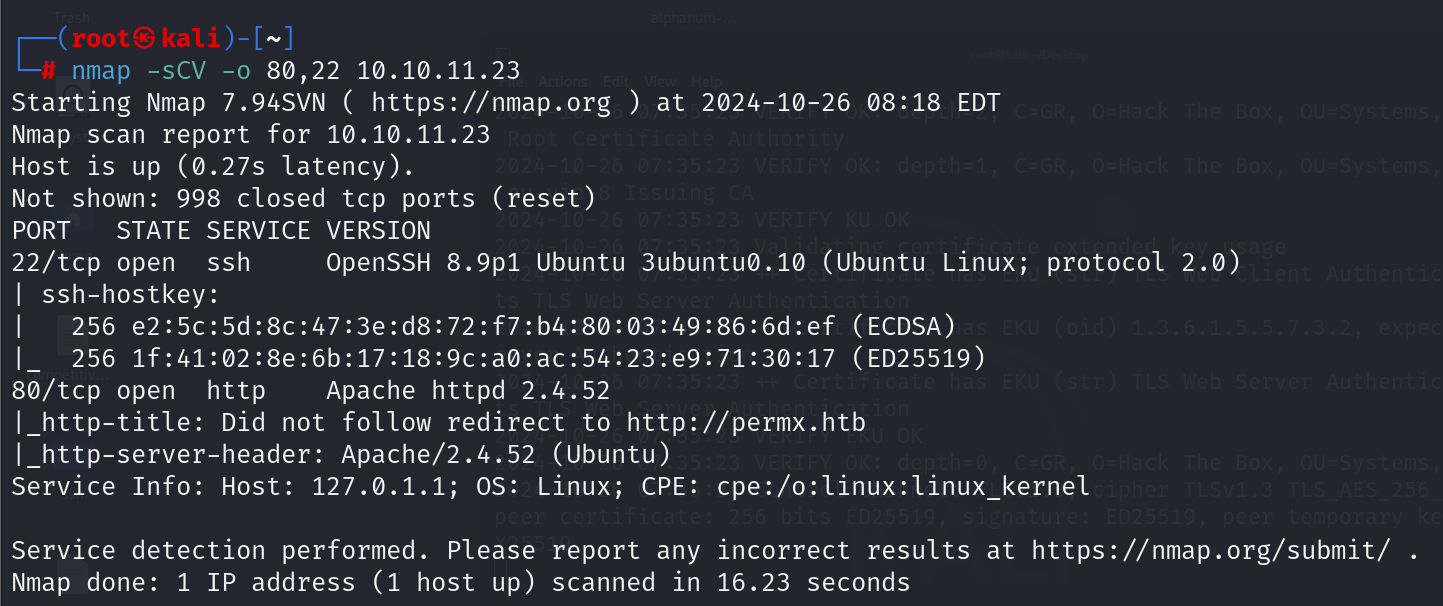 ┌──(root㉿kali)-[~]
└─# nmap -sCV -o 80,22 10.10.11.23
Starting Nmap 7.94SVN ( https://nmap.org ) at 2024-10-26 08:18 EDT
Nmap scan report for 10.10.11.23
Host is up (0.27s latency).
Not shown: 998 closed tcp ports (reset)
PORT   STATE SERVICE VERSION
22/tcp open  ssh     OpenSSH 8.9p1 Ubuntu 3ubuntu0.10 (Ubuntu Linux; protocol 2.0)
| ssh-hostkey:
|   256 e2:5c:5d:8c:47:3e:d8:72:f7:b4:80:03:49:86:6d:ef (ECDSA)
|_  256 1f:41:02:8e:6b:17:18:9c:a0:ac:54:23:e9:71:30:17 (ED25519)
80/tcp open  http    Apache httpd 2.4.52
|_http-title: Did not follow redirect to http://permx.htb
|_http-server-header: Apache/2.4.52 (Ubuntu)
Service Info: Host: 127.0.1.1; OS: Linux; CPE: cpe:/o:linux:linux_kernel
Service detection performed. Please report any incorrect results at https://nmap.org/submit/ .
Nmap done: 1 IP address (1 host up) scanned in 16.23 seconds